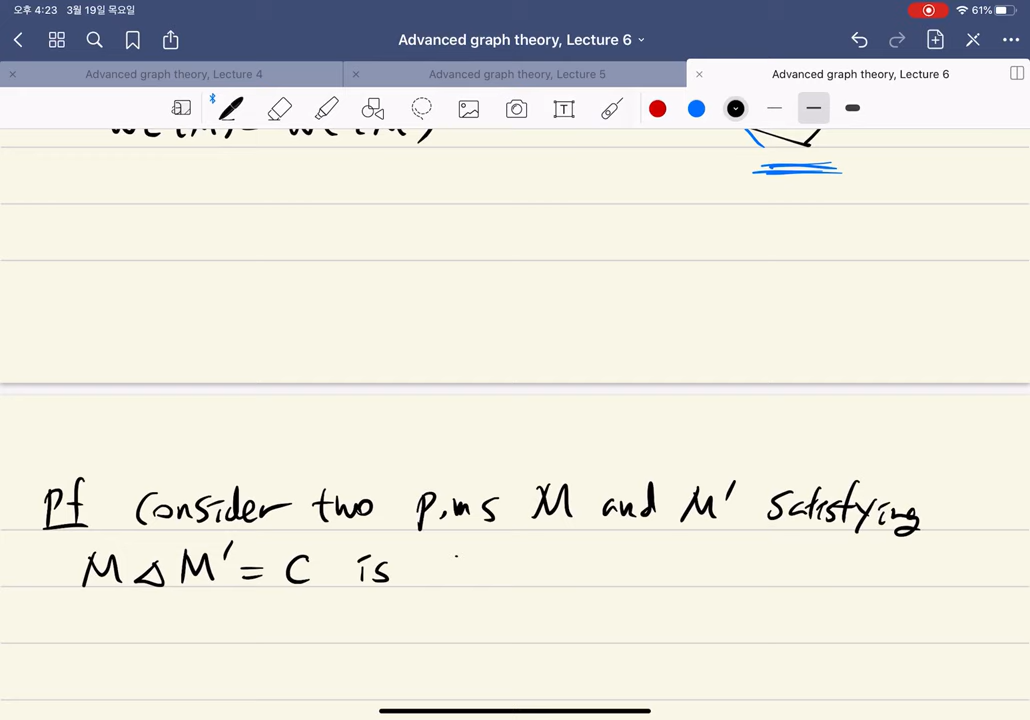 오후 4:23 3월 19일 목요일
61%
Advanced graph theory, Lecture 6
Advanced graph theory, Lecture 4
Advanced graph theory, Lecture 5
Advanced graph theory, Lecture 6
Pf Consider two p.ms M and M' satisfying
M △ M' = C is